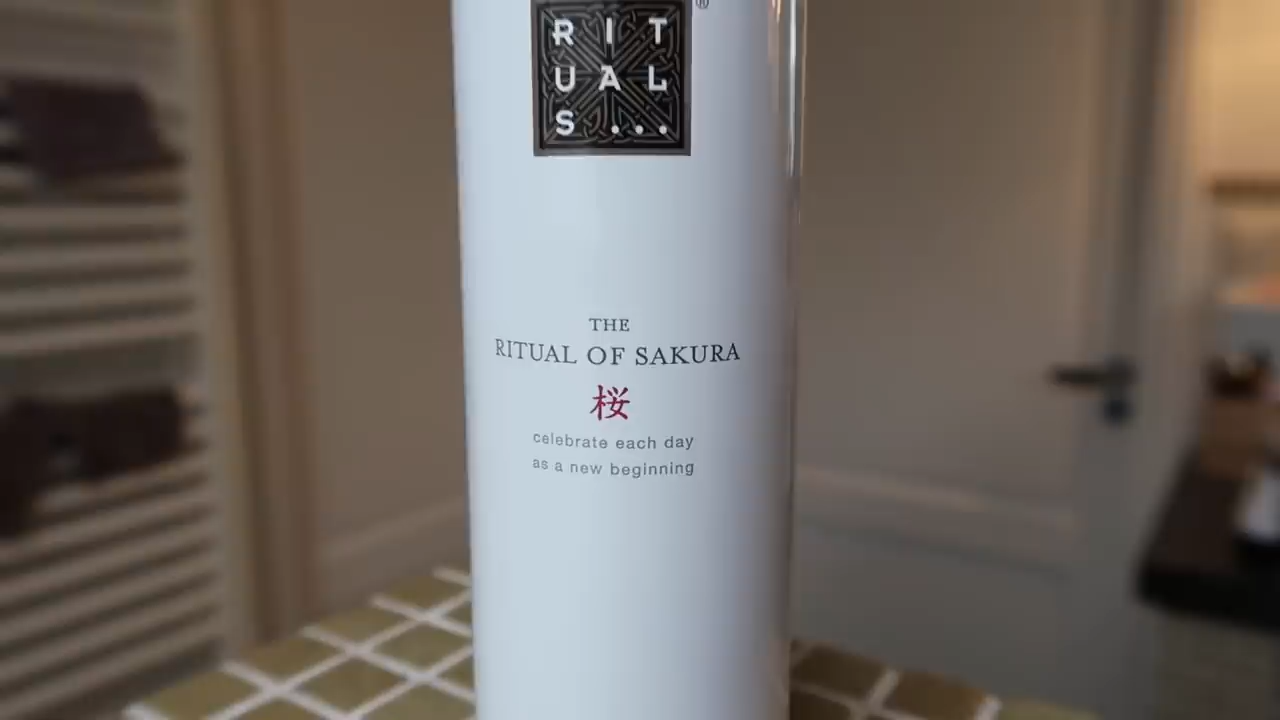 RIT
UAL
S...
®
THE
RITUAL OF SAKURA
桜
celebrate each day
as a new beginning